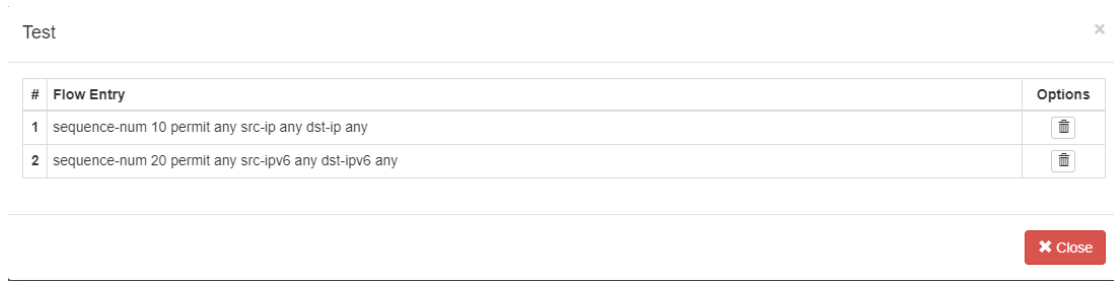 Test
×
# Flow Entry Options
1 sequence-num 10 permit any src-ip any dst-ip any
2 sequence-num 20 permit any src-ipv6 any dst-ipv6 any
✖ Close